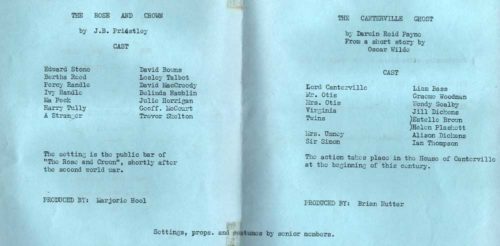 THE ROSE AND CROWN
by J.B. Priestley
CAST
Edward Stone David Bouns
Bertha Reed Lesley Talbot
Percy Randle David MacCreedy
Ivy Randle Belinda Hamblin
Ma Peck Julie Horrigan
Harry Tully Geoff. McCourt
A Stranger Trevor Shelton
The setting is the public bar of
"The Rose and Crown", shortly after
the second world war.
PRODUCED BY: Marjorie Hool
THE CANTERVILLE GHOST
by Darwin Reid Payne
From a short story by
Oscar Wilde
CAST
Lord Canterville Liam Bass
Mr. Otis Graeme Woodman
Mrs. Otis Wendy Scalby
Virginia Jill Dickens
Twins )Estelle Brown
)Helen Plackett
Mrs. Umney Alison Dickens
Sir Simon Ian Thompson
The action takes place in the House of Canterville
at the beginning of this century.
PRODUCED BY: Brian Hutter
Settings, props. and costumes by senior members.